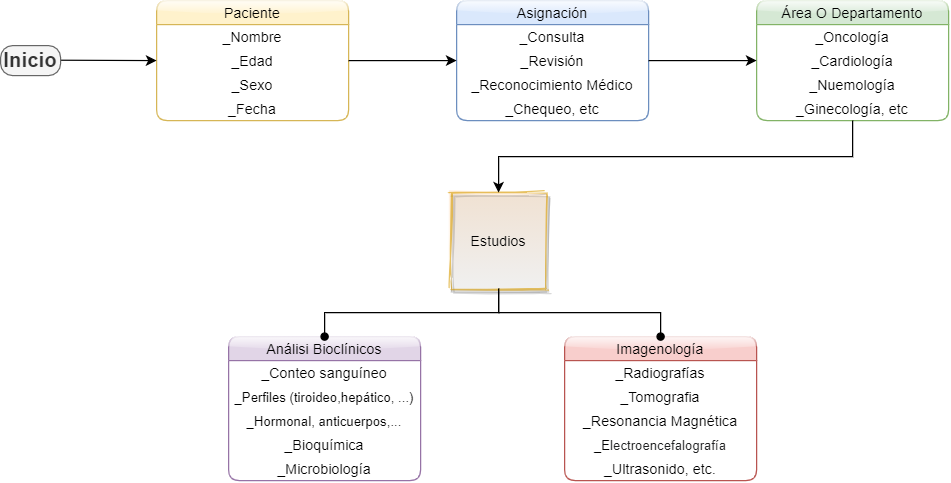 Inicio
Paciente
_Nombre
_Edad
_Sexo
_Fecha
Asignación
_Consulta
_Revisión
_Reconocimiento Médico
_Chequeo, etc
Área O Departamento
_Oncología
_Cardiología
_Nuemología
_Ginecología, etc
Estudios
Análisi Bioclínicos
_Conteo sanguíneo
_Perfiles (tiroideo,hepático, ...)
_Hormonal, anticuerpos,...
_Bioquímica
_Microbiología
Imagenología
_Radiografías
_Tomografia
_Resonancia Magnética
_Electroencefalografía
_Ultrasonido, etc.